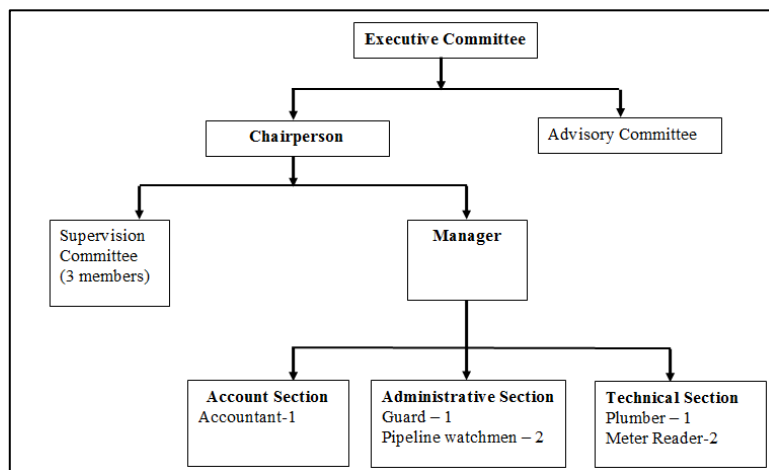 Executive Committee
Chairperson
Advisory Committee
Supervision
Committee
(3 members)
Manager
Account Section
Accountant-1
Administrative Section
Guard – 1
Pipeline watchmen – 2
Technical Section
Plumber – 1
Meter Reader-2